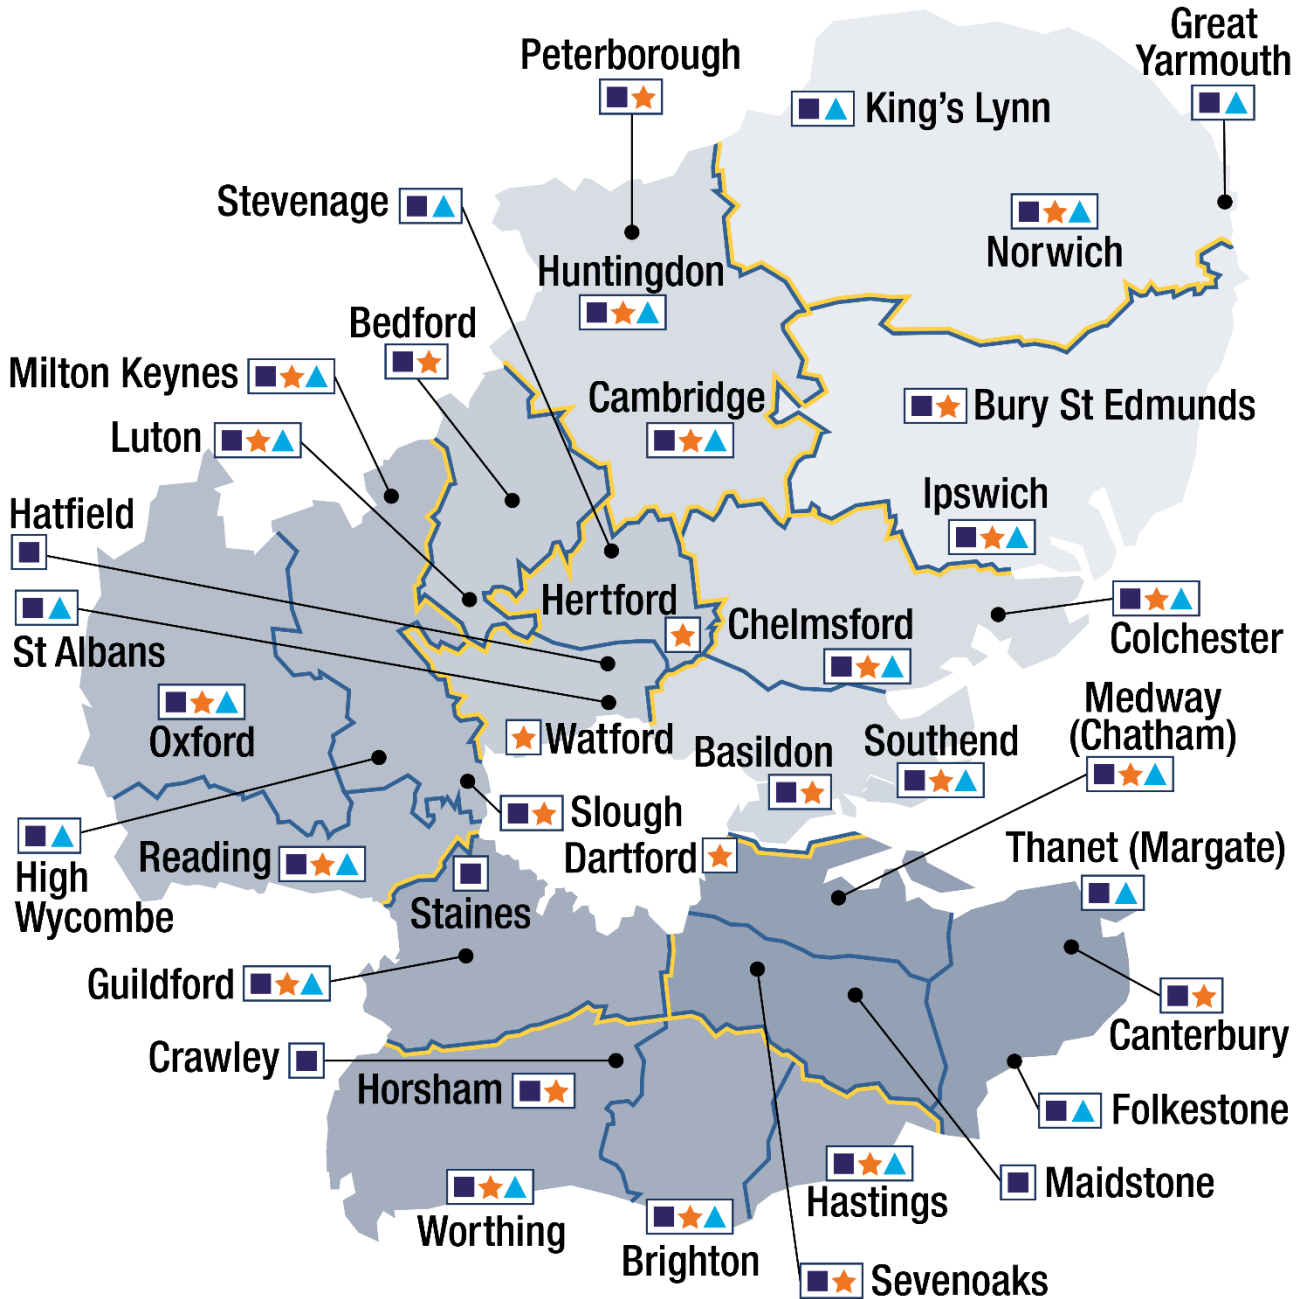 Great
Yarmouth
Peterborough
King's Lynn
Stevenage
Norwich
Huntingdon
Bedford
Milton Keynes
Cambridge
Bury St Edmunds
Luton
Ipswich
Hatfield
Hertford
Chelmsford
Colchester
St Albans
Medway
(Chatham)
Oxford
Watford
Basildon
Southend
Slough
Dartford
Thanet (Margate)
Reading
High
Wycombe
Staines
Guildford
Canterbury
Crawley
Horsham
Folkestone
Maidstone
Hastings
Worthing
Brighton
Sevenoaks